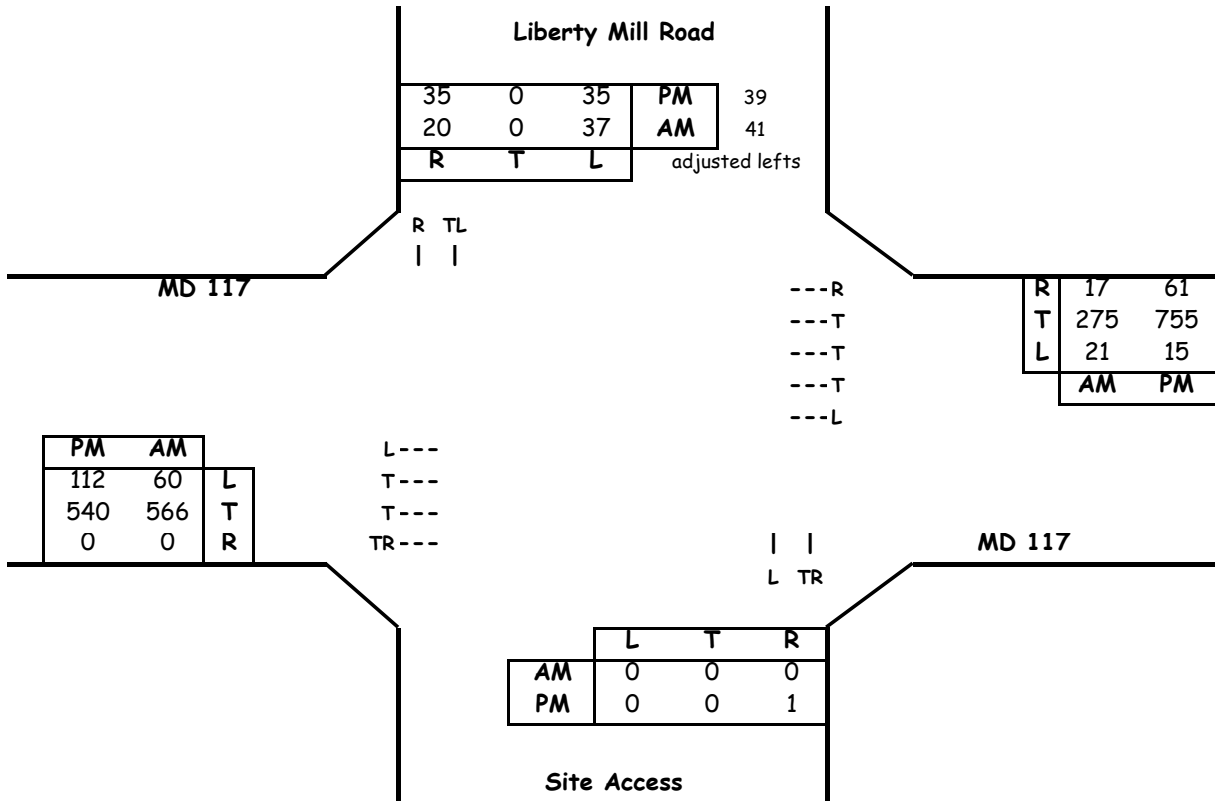 Liberty Mill Road
35 0 35 PM 39
20 0 37 AM 41
R T L adjusted lefts
R TL
| |
MD 117
---R
---T
---T
---T
---L
R 17 61
T 275 755
L 21 15
AM PM
PM AM
112 60 L
540 566 T
0 0 R
L---
T---
T---
TR---
| |
L TR
MD 117
L T R
AM 0 0 0
PM 0 0 1
Site Access